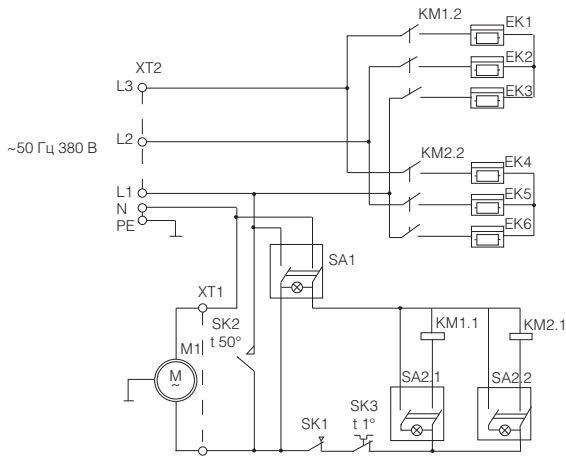 KM1.2
EK1
EK2
EK3
XT2
L3
L2
~50 Гц 380 В
L1
N
PE
KM2.2
EK4
EK5
EK6
SA1
XT1
SK2
t 50°
M1
M
~
KM1.1
KM2.1
SA2.1
SA2.2
SK1
SK3
t 1°